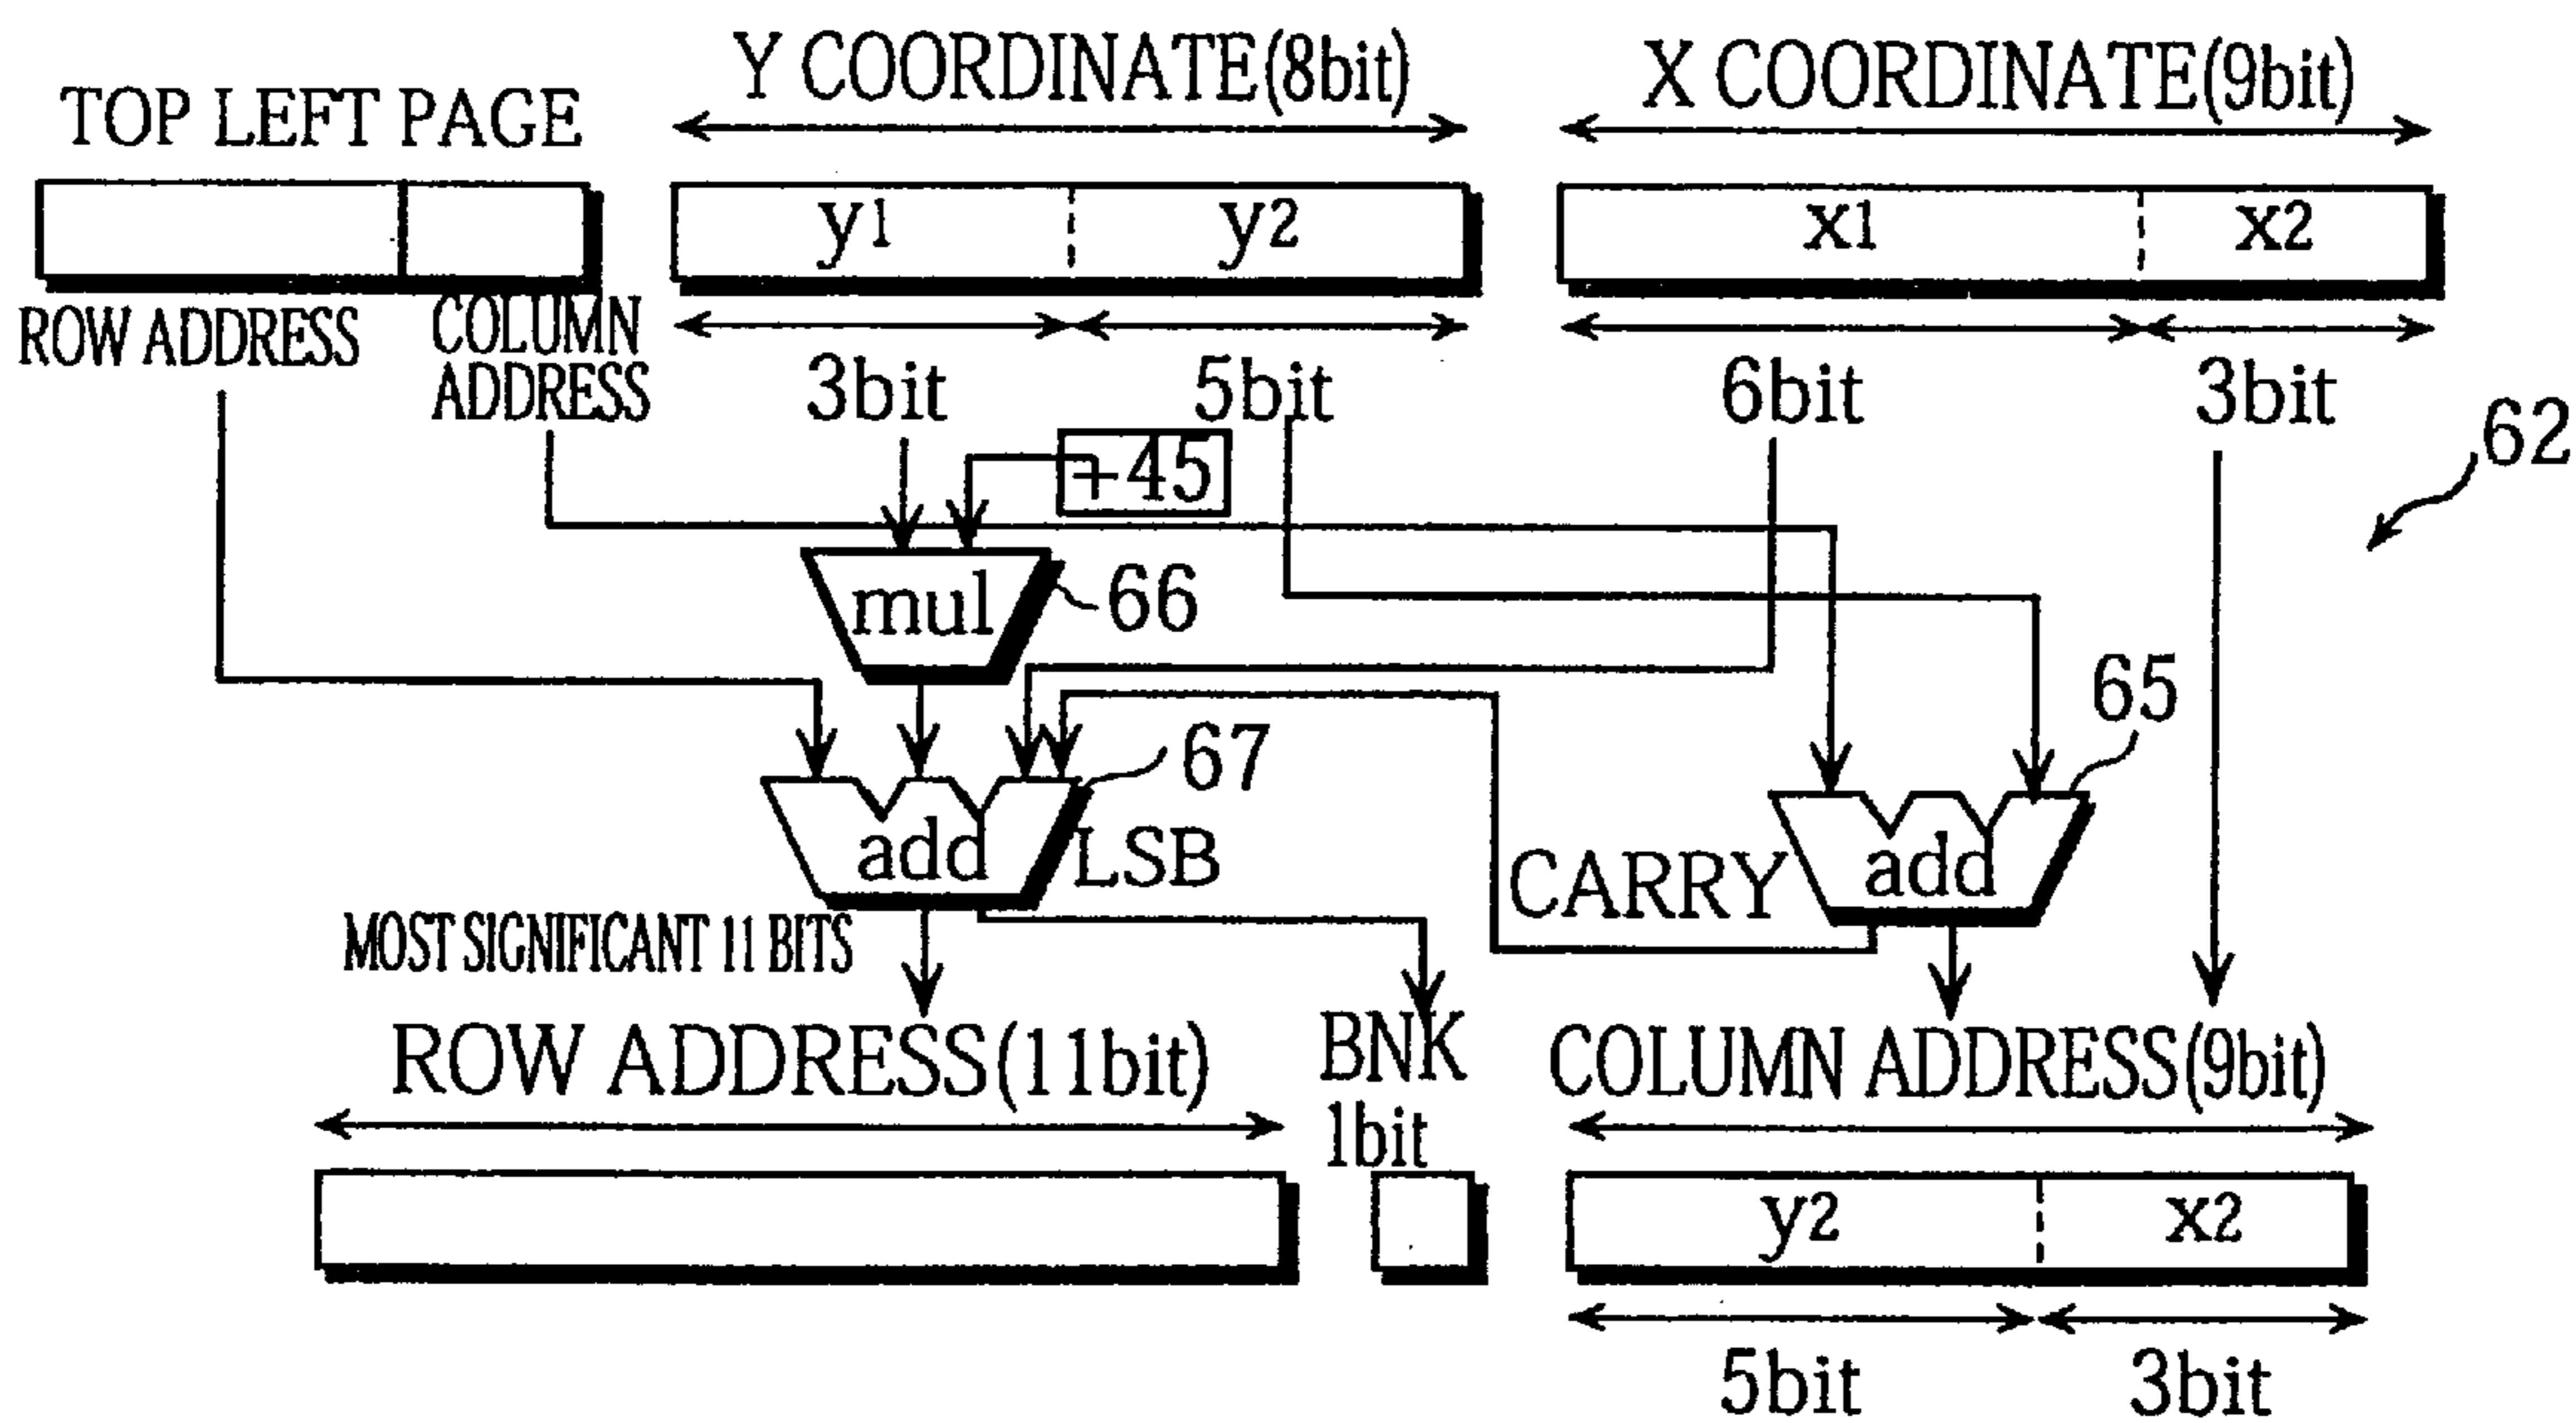 TOP LEFT PAGE
Y COORDINATE(8bit)
X COORDINATE(9bit)
y1
y2
x1
x2
ROW ADDRESS
COLUMN
ADDRESS
3bit
5bit
6bit
3bit
62
+45
mul
66
65
67
add
LSB
CARRY
add
MOST SIGNIFICANT 11 BITS
ROW ADDRESS(11bit)
BNK
1bit
COLUMN ADDRESS(9bit)
y2
x2
5bit
3bit